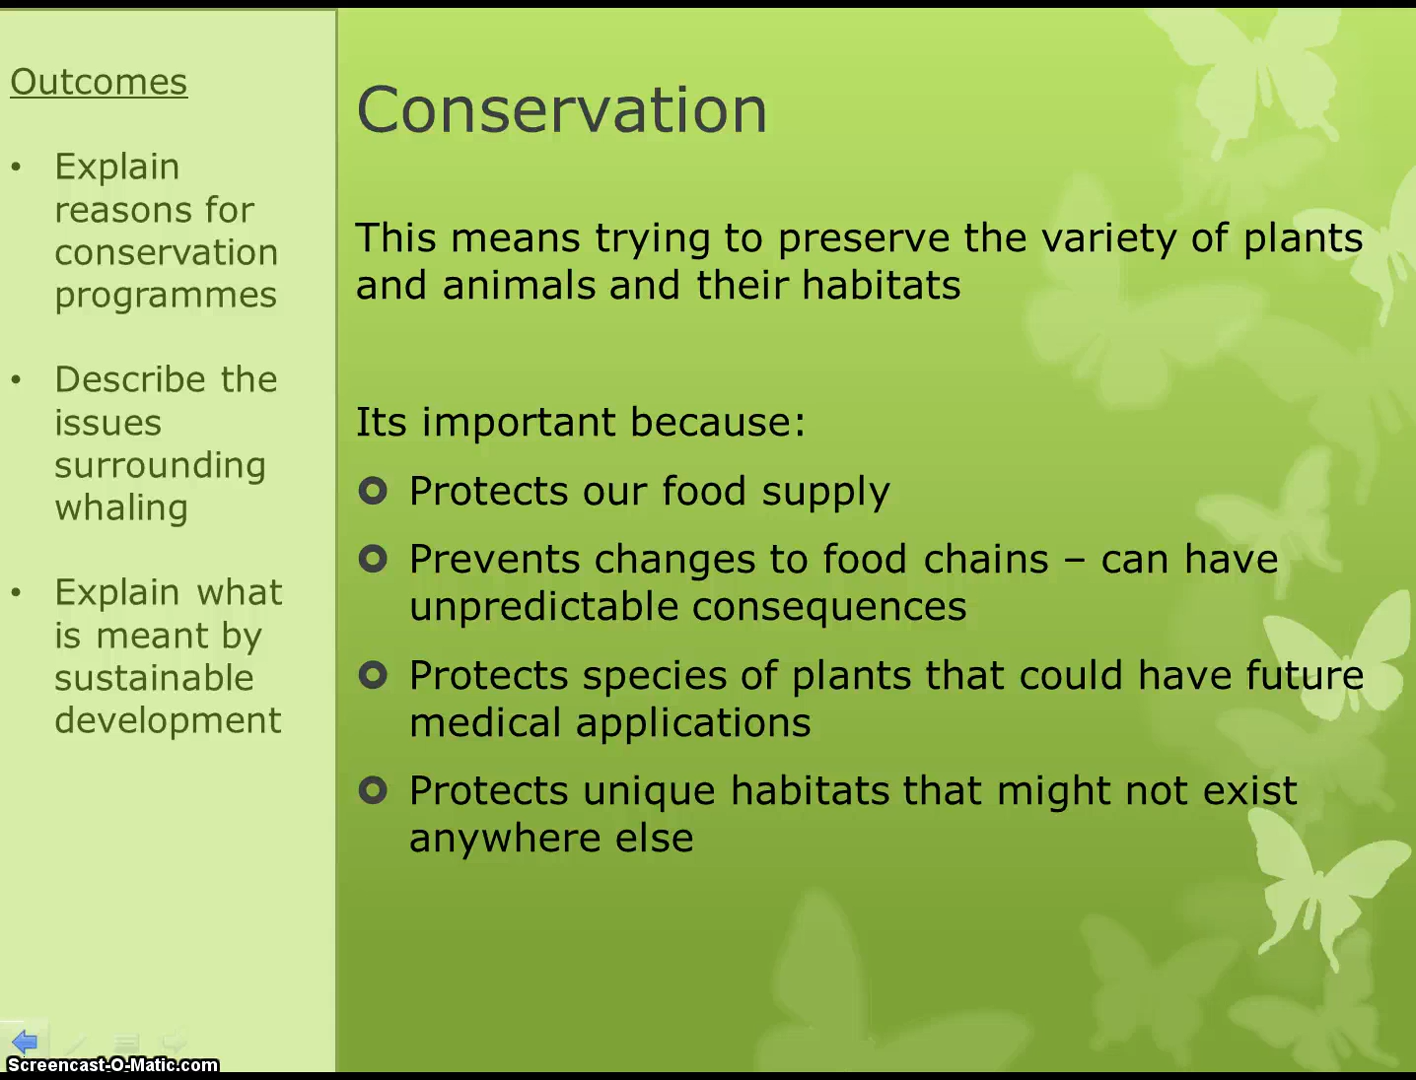 Outcomes
• Explain
reasons for
conservation
programmes
• Describe the
issues
surrounding
whaling
• Explain what
is meant by
sustainable
development
Conservation
This means trying to preserve the variety of plants
and animals and their habitats
Its important because:
Protects our food supply
Prevents changes to food chains – can have
unpredictable consequences
Protects species of plants that could have future
medical applications
Protects unique habitats that might not exist
anywhere else
Screencast-O-Matic.com